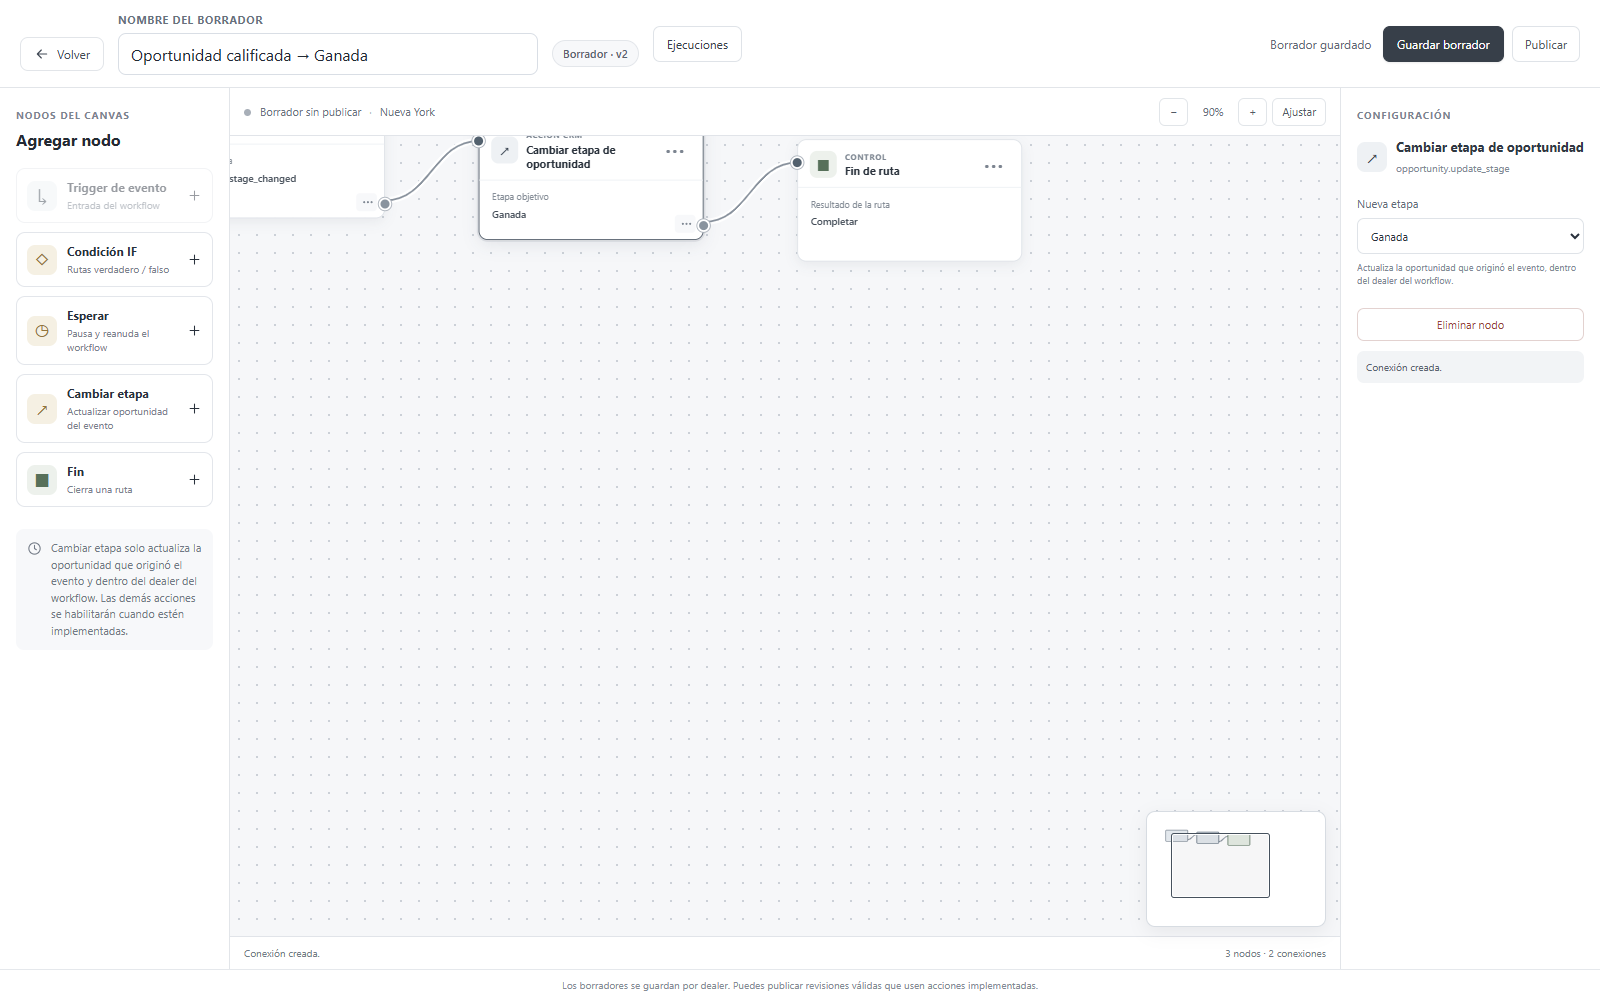 NOMBRE DEL BORRADOR
← Volver
Oportunidad calificada → Ganada
Borrador · v2
Ejecuciones
Borrador guardado
Guardar borrador
Publicar
NODOS DEL CANVAS
Agregar nodo
Trigger de evento
Entrada del workflow
Condición IF
Rutas verdadero / falso
Esperar
Pausa y reanuda el
workflow
Cambiar etapa
Actualizar oportunidad
del evento
Fin
Cierra una ruta
Cambiar etapa solo actualiza la
oportunidad que originó el
evento y dentro del dealer del
workflow. Las demás acciones
se habilitarán cuando estén
implementadas.
Borrador sin publicar · Nueva York
− 90% + Ajustar
stage_changed
Cambiar etapa de
oportunidad
Etapa objetivo
Ganada
CONTROL
Fin de ruta
Resultado de la ruta
Completar
Conexión creada.
3 nodos · 2 conexiones
CONFIGURACIÓN
Cambiar etapa de oportunidad
opportunity.update_stage
Nueva etapa
Ganada
Actualiza la oportunidad que originó el evento, dentro
del dealer del workflow.
Eliminar nodo
Conexión creada.
Los borradores se guardan por dealer. Puedes publicar revisiones válidas que usen acciones implementadas.